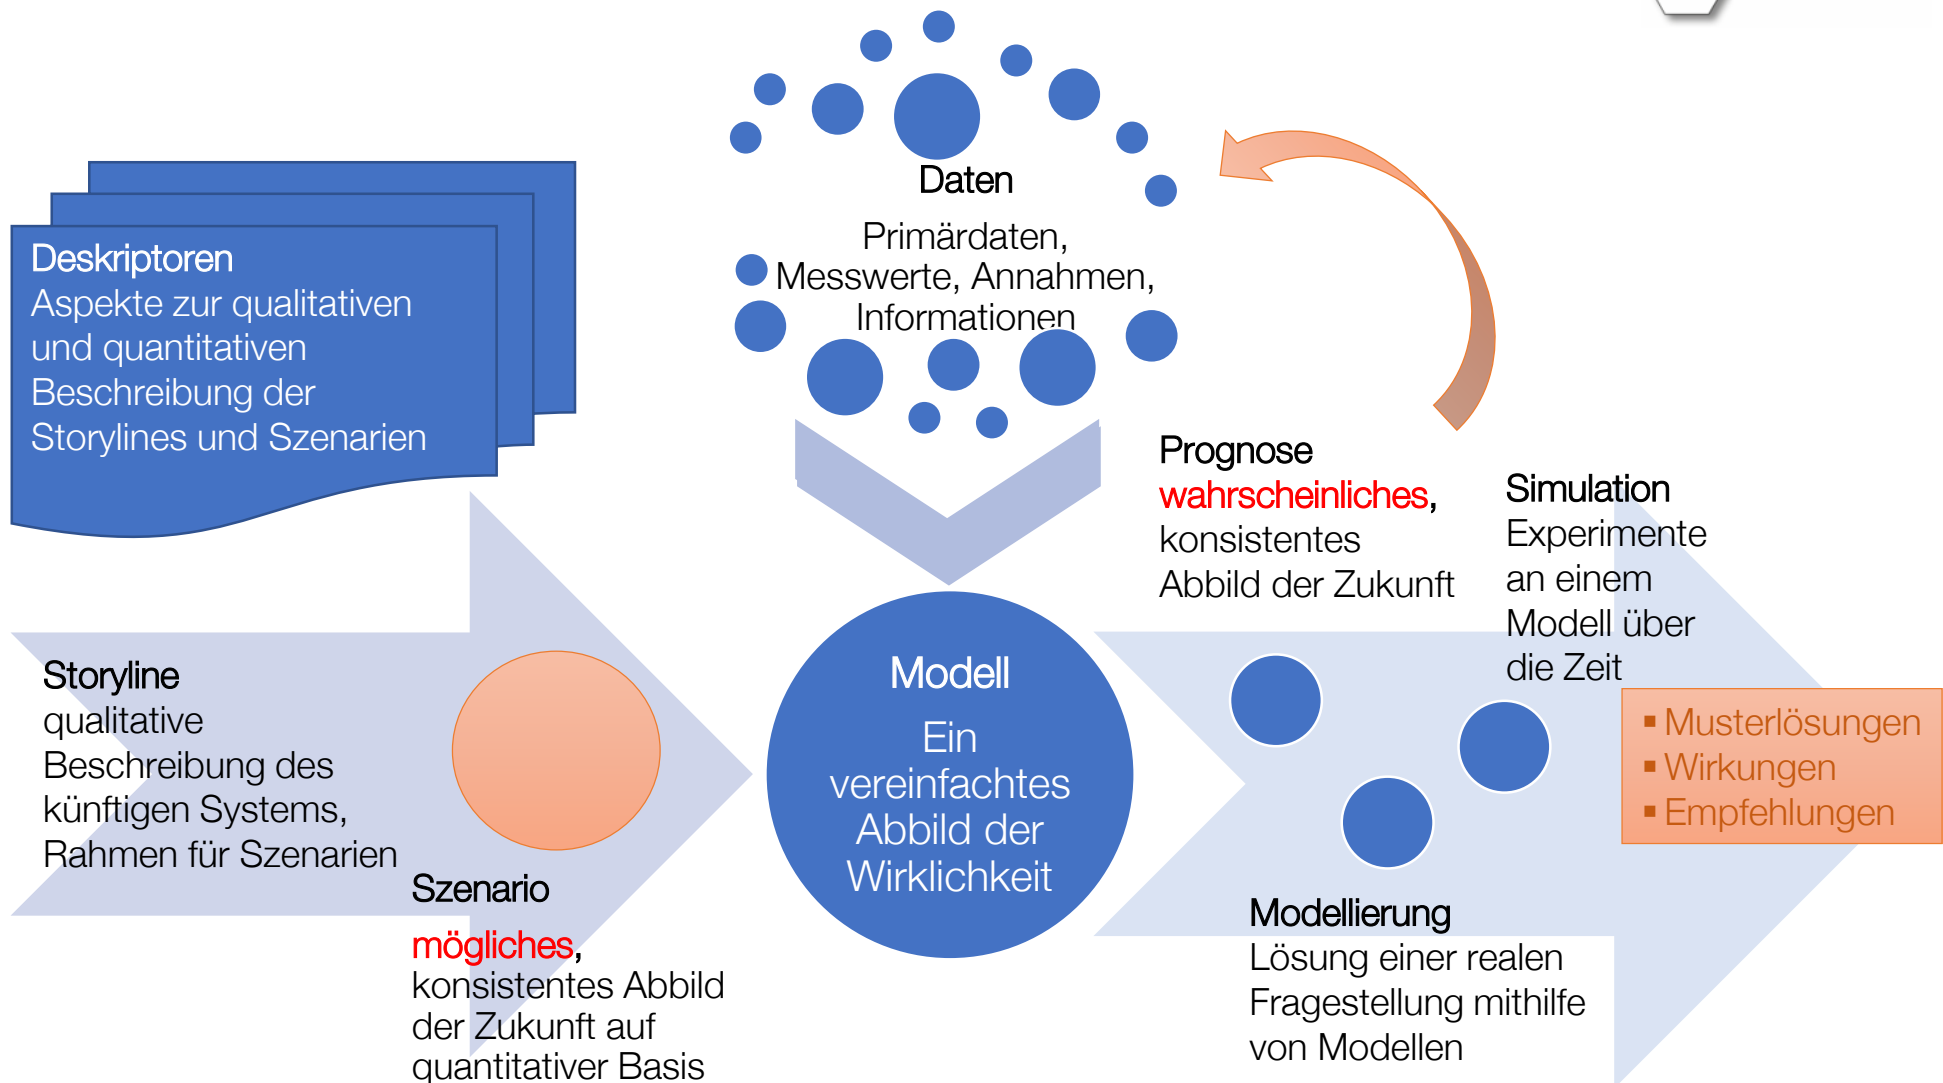 Daten
Primärdaten,
Messwerte, Annahmen,
Informationen
Deskriptoren
Aspekte zur qualitativen
und quantitativen
Beschreibung der
Storylines und Szenarien
Prognose
wahrscheinliches,
konsistentes
Abbild der Zukunft
Simulation
Experimente
an einem
Modell über
die Zeit
Storyline
qualitative
Beschreibung des
künftigen Systems,
Rahmen für Szenarien
Szenario
mögliches,
konsistentes Abbild
der Zukunft auf
quantitativer Basis
Modell
Ein
vereinfachtes
Abbild der
Wirklichkeit
▪ Musterlösungen
▪ Wirkungen
▪ Empfehlungen
Modellierung
Lösung einer realen
Fragestellung mithilfe
von Modellen